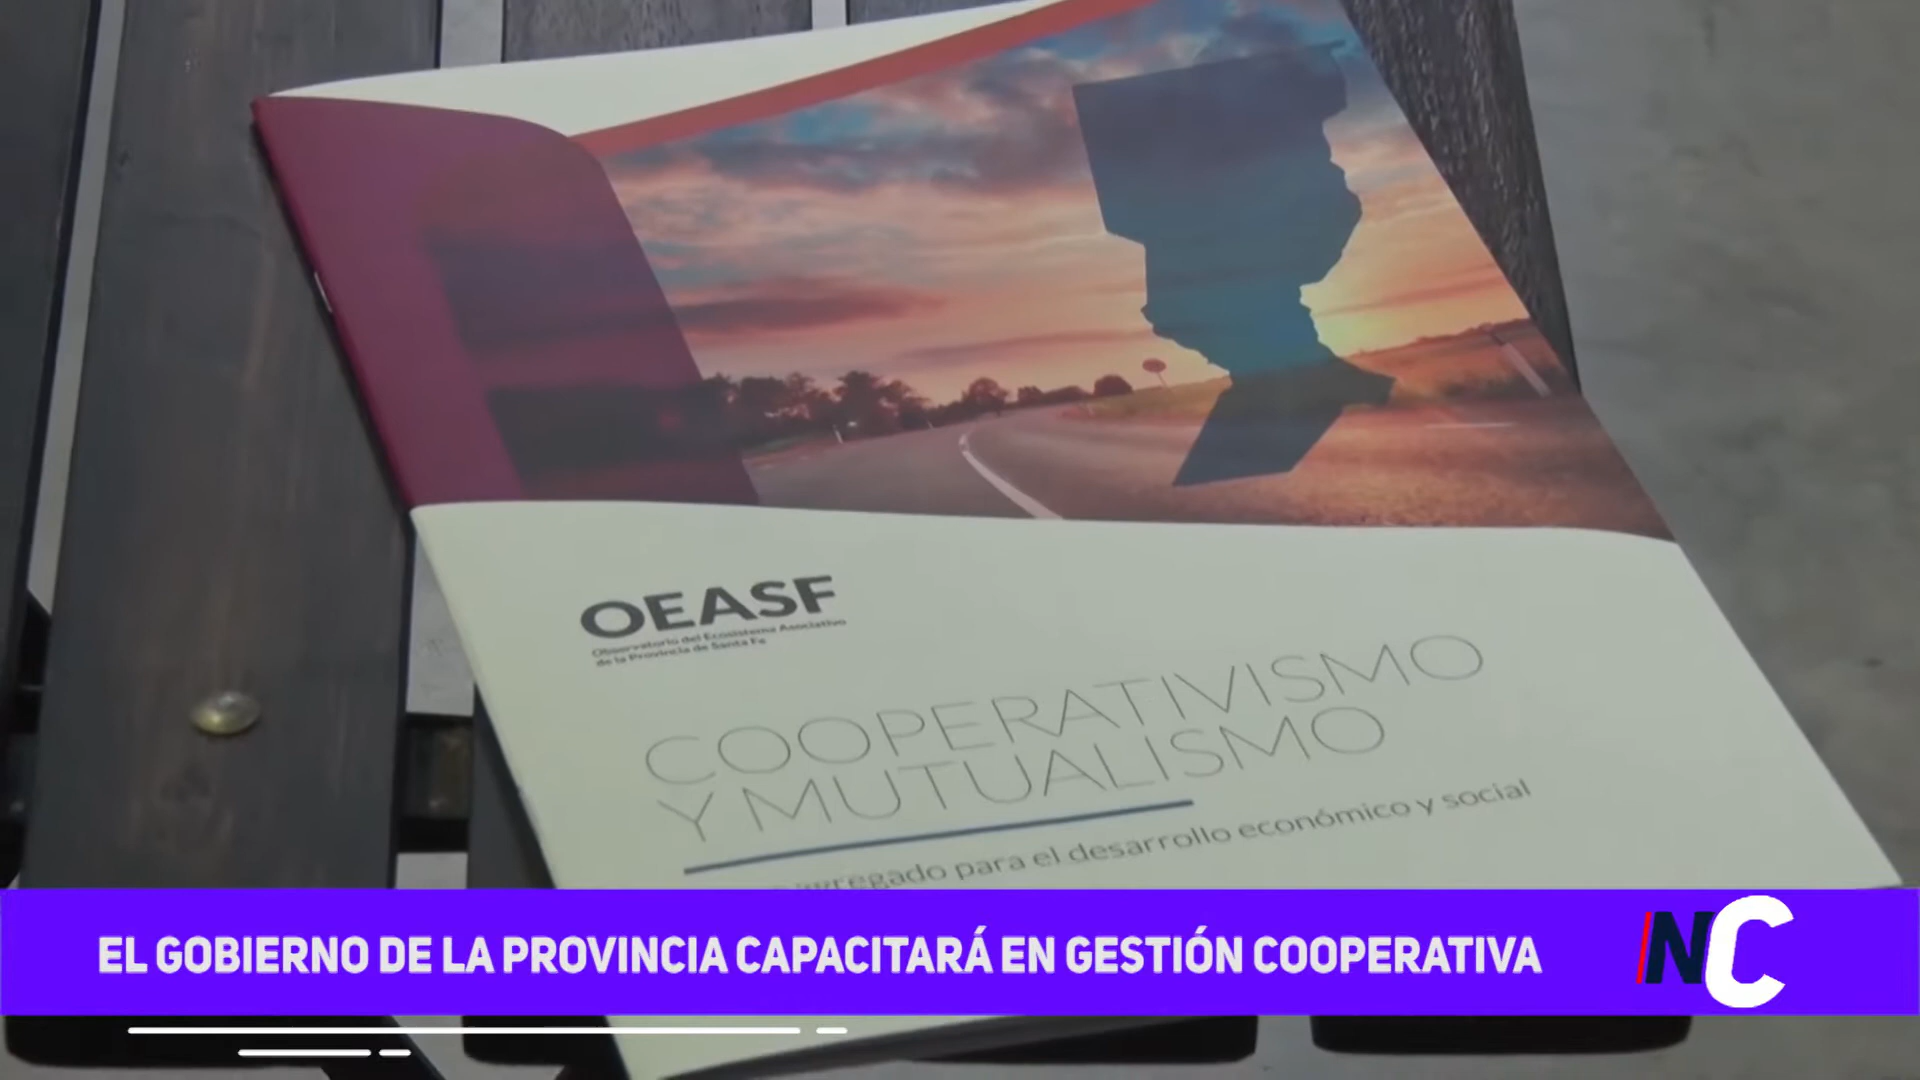 OEASF
Observatorio del Ecosistema Asociativo
de la Provincia de Santa Fe
COOPERATIVISMO
Y MUTUALISMO
agregado para el desarrollo económico y social
EL GOBIERNO DE LA PROVINCIA CAPACITARÁ EN GESTIÓN COOPERATIVA
NC